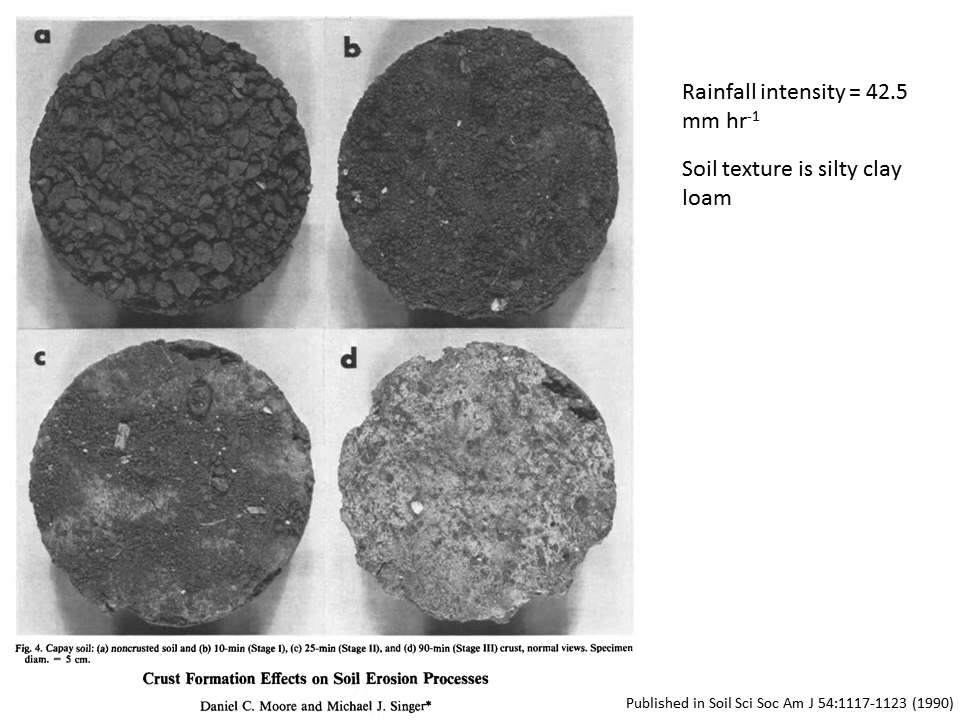 a
b
Rainfall intensity = 42.5
mm hr-1
Soil texture is silty clay
loam
c
d
Fig. 4. Capay soil: (a) noncrusted soil and (b) 10-min (Stage I), (c) 25-min (Stage II), and (d) 90-min (Stage III) crust, normal views. Specimen
diam. = 5 cm.
Crust Formation Effects on Soil Erosion Processes
Daniel C. Moore and Michael J. Singer*
Published in Soil Sci Soc Am J 54:1117-1123 (1990)